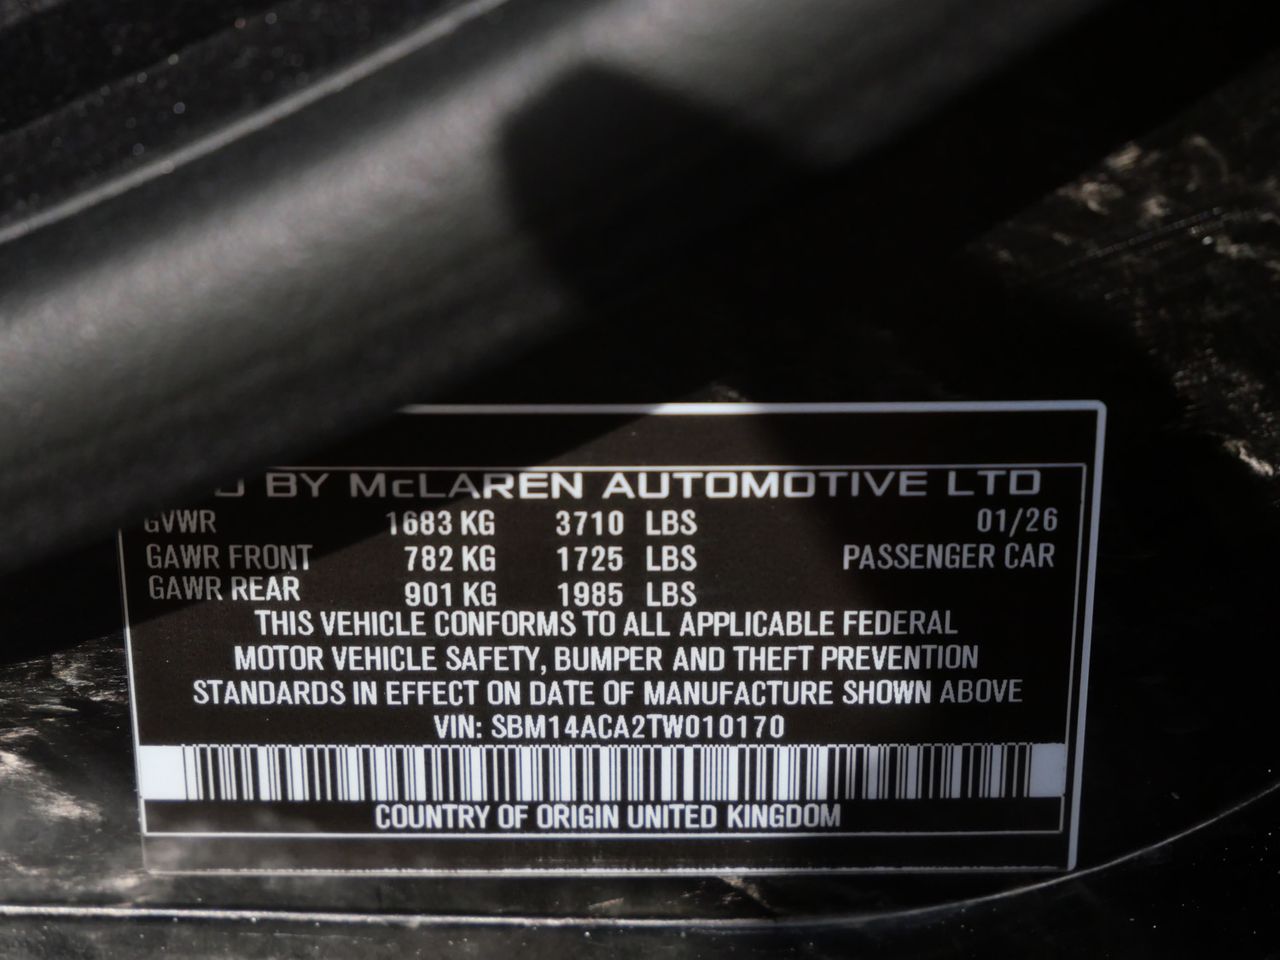 BY McLAREN AUTOMOTIVE LTD
GVWR 1683 KG 3710 LBS 01/26
GAWR FRONT 782 KG 1725 LBS PASSENGER CAR
GAWR REAR 901 KG 1985 LBS
THIS VEHICLE CONFORMS TO ALL APPLICABLE FEDERAL
MOTOR VEHICLE SAFETY, BUMPER AND THEFT PREVENTION
STANDARDS IN EFFECT ON DATE OF MANUFACTURE SHOWN ABOVE
VIN: SBM14ACA2TW010170
COUNTRY OF ORIGIN UNITED KINGDOM